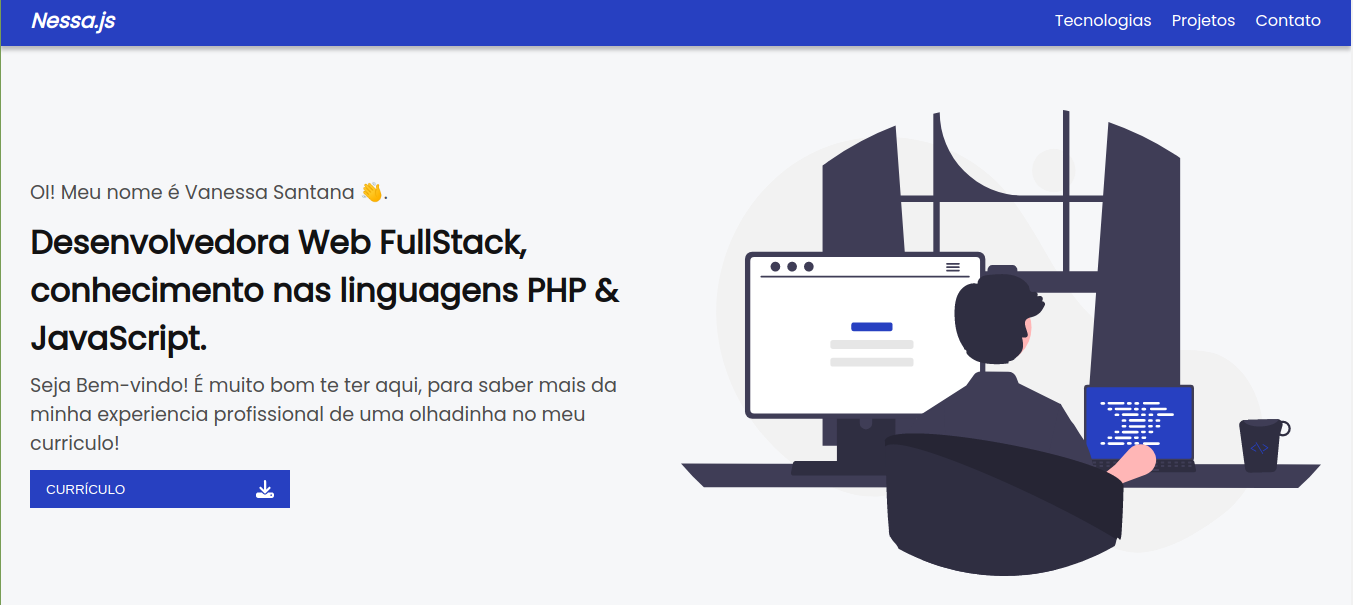 Nessa.js
Tecnologias Projetos Contato
OI! Meu nome é Vanessa Santana 👋.
Desenvolvedora Web FullStack,
conhecimento nas linguagens PHP &
JavaScript.
Seja Bem-vindo! É muito bom te ter aqui, para saber mais da
minha experiencia profissional de uma olhadinha no meu
curriculo!
CURRÍCULO